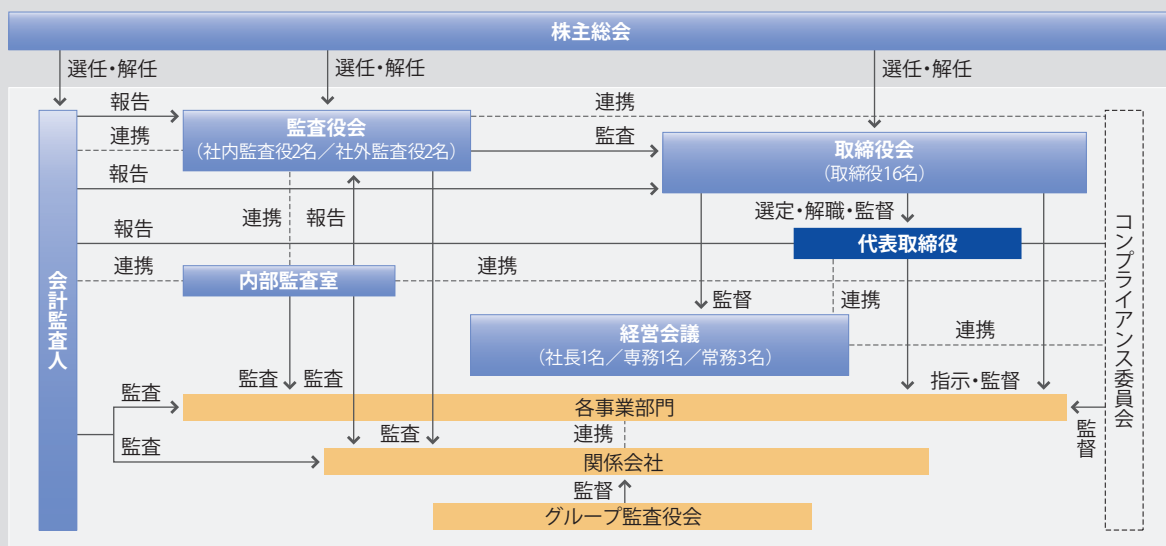 株主総会
選任・解任
選任・解任
選任・解任
報告
連携
監査役会
(社内監査役2名／社外監査役2名)
連携
監査
取締役会
(取締役16名)
報告
連携
報告
選定・解職・監督
報告
代表取締役
連携
内部監査室
連携
監督
連携
経営会議
(社長1名／専務1名／常務3名)
連携
会計監査人
コンプライアンス委員会
監査
監査
監査
指示・監督
各事業部門
監督
監査
監査
連携
関係会社
監督
グループ監査役会